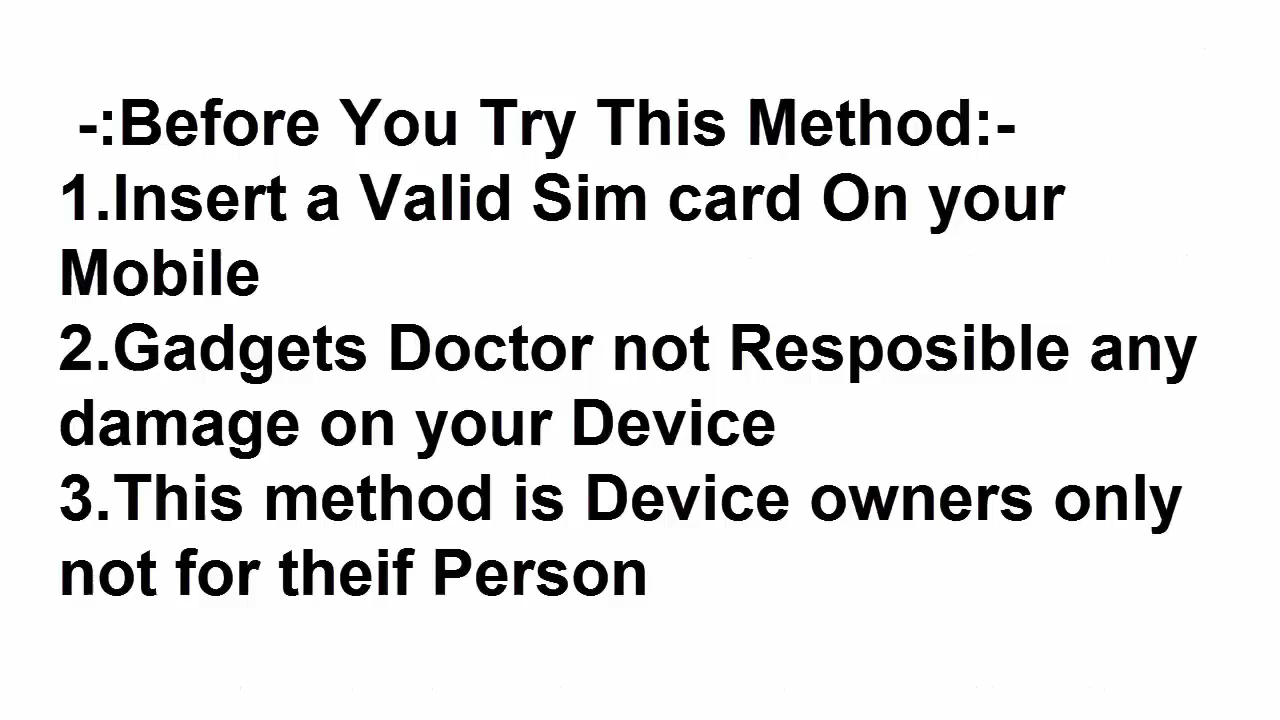 -:Before You Try This Method:-
1.Insert a Valid Sim card On your
Mobile
2.Gadgets Doctor not Resposible any
damage on your Device
3.This method is Device owners only
not for theif Person